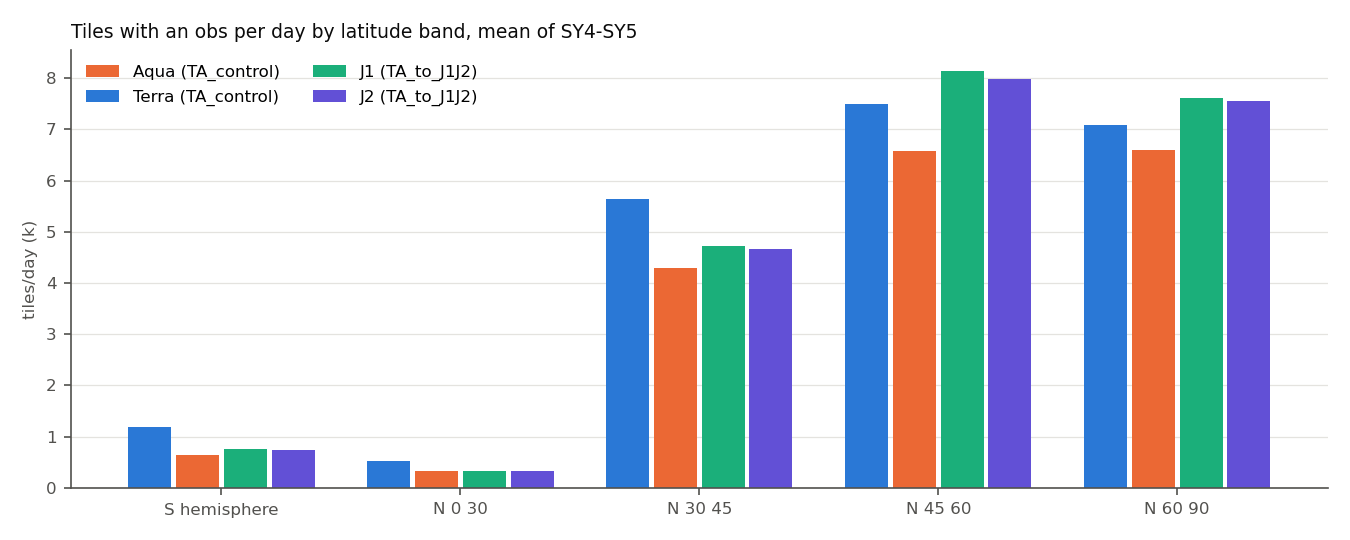 Tiles with an obs per day by latitude band, mean of SY4-SY5
Aqua (TA_control)
Terra (TA_control)
J1 (TA_to_J1J2)
J2 (TA_to_J1J2)
tiles/day (k)
8
7
6
5
4
3
2
1
0
S hemisphere
N 0 30
N 30 45
N 45 60
N 60 90